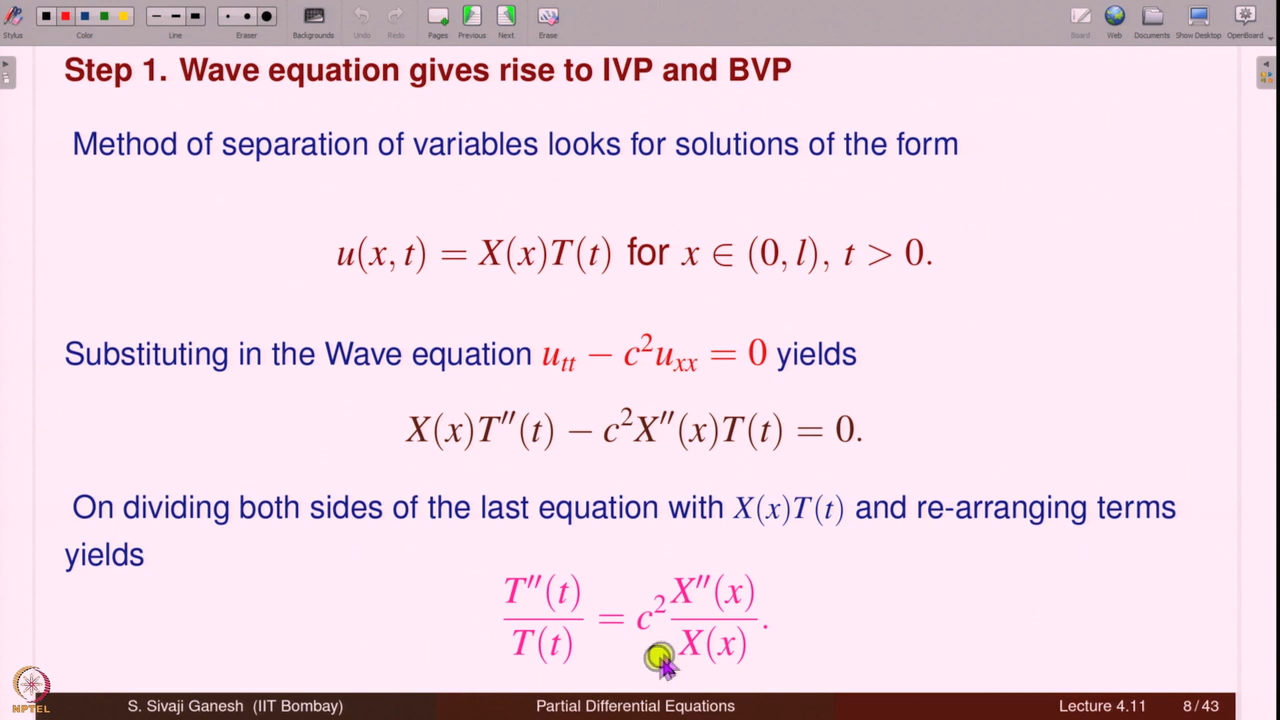 Stylus Color Line Eraser Backgrounds Undo Redo Pages Previous Next Erase Board Web Documents Show Desktop OpenBoard
Step 1. Wave equation gives rise to IVP and BVP
Method of separation of variables looks for solutions of the form
u(x, t) = X(x)T(t) for x ∈ (0, l), t > 0.
Substituting in the Wave equation u_{tt} − c²u_{xx} = 0 yields
X(x)T″(t) − c²X″(x)T(t) = 0.
On dividing both sides of the last equation with X(x)T(t) and re-arranging terms
yields
T″(t)/T(t) = c² X″(x)/X(x).
NPTEL
S. Sivaji Ganesh (IIT Bombay) Partial Differential Equations Lecture 4.11 8/43